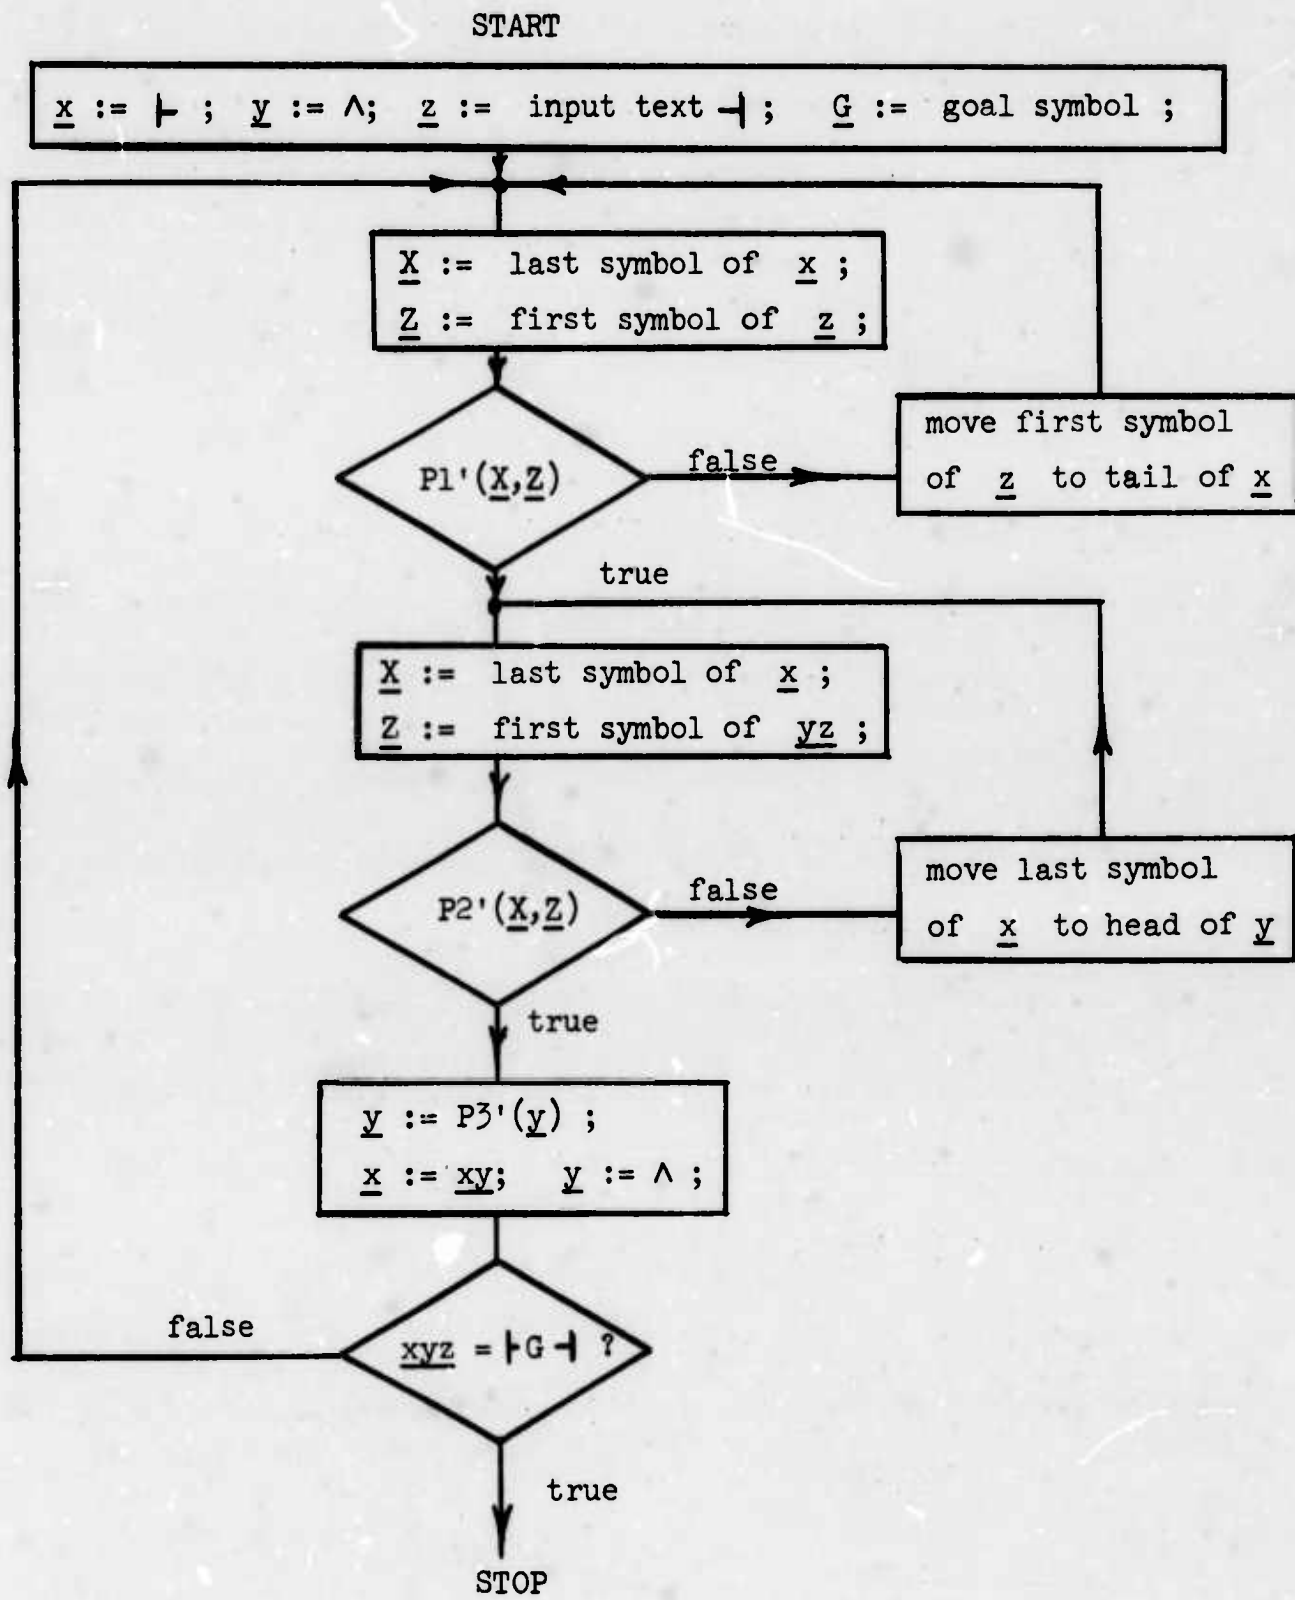 START
x := ⊢ ; y := Λ; z := input text ⊣ ; G := goal symbol ;
X := last symbol of x ;
Z := first symbol of z ;
P1'(X,Z)
false
move first symbol
of z to tail of x
true
X := last symbol of x ;
Z := first symbol of yz ;
P2'(X,Z)
false
move last symbol
of x to head of y
true
y := P3'(y) ;
x := xy; y := Λ ;
false
xyz = ⊢G ⊣ ?
true
STOP